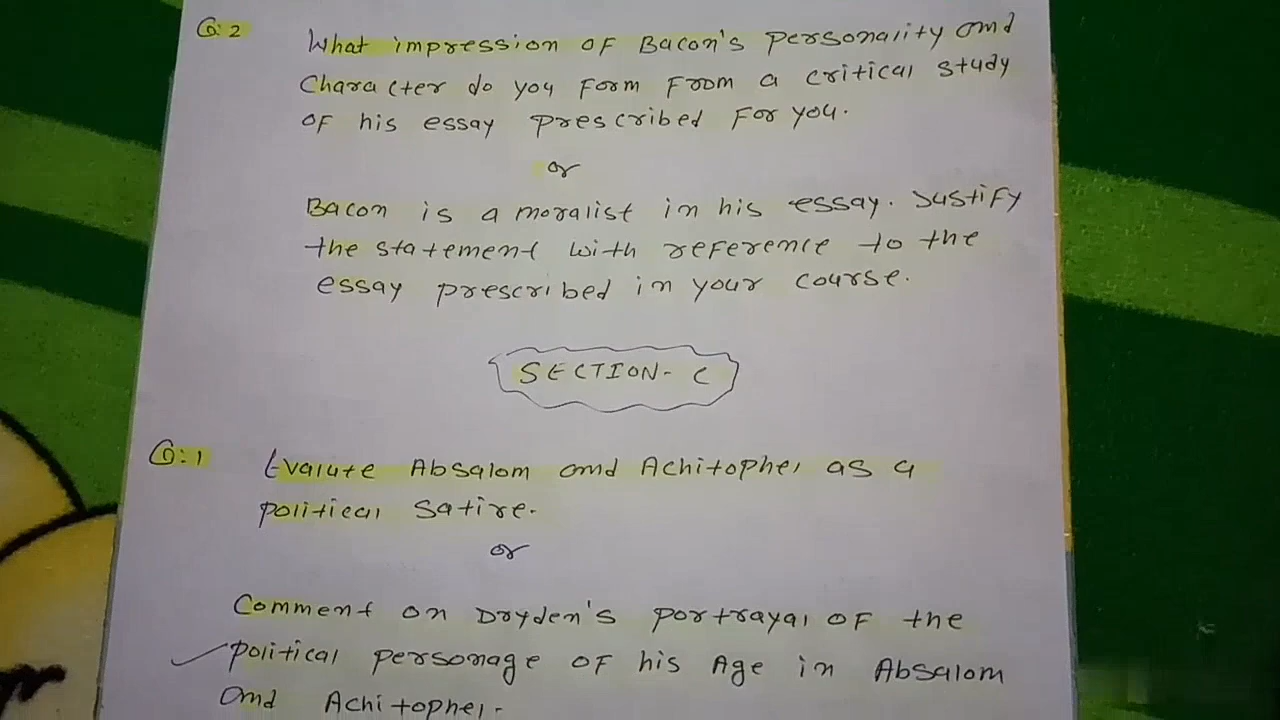 Q:2 What impression of Bacon's personality and
Character do you form from a critical study
of his essay prescribed for you.
or
Bacon is a moralist in his essay. Justify
the statement with reference to the
essay prescribed in your course.
SECTION- C
Q:1 Evalute Absalom and Achitophel as a
political satire.
or
Comment on Dryden's portrayal of the
political personage of his Age in Absalom
and Achitophel.